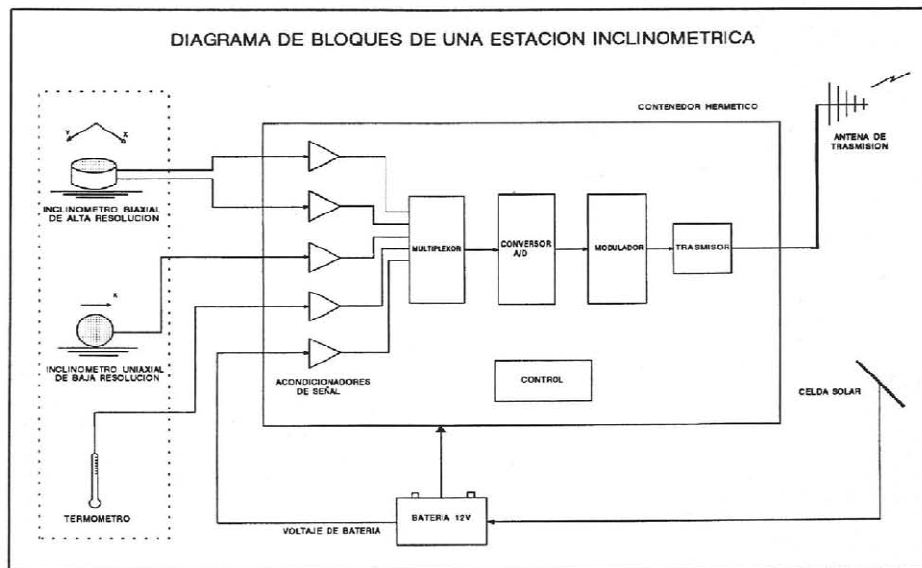 DIAGRAMA DE BLOQUES DE UNA ESTACION INCLINOMETRICA
CONTENEDOR HERMETICO
ANTENA DE
TRASMISION
Y
X
INCLINOMETRO BIAXIAL
DE ALTA RESOLUCION
MULTIPLEXOR
CONVERSOR
A/D
MODULADOR
TRASMISOR
X
INCLINOMETRO UNIAXIAL
DE BAJA RESOLUCION
ACONDICIONADORES
DE SEÑAL
CONTROL
CELDA SOLAR
TERMOMETRO
VOLTAJE DE BATERIA
BATERIA 12V